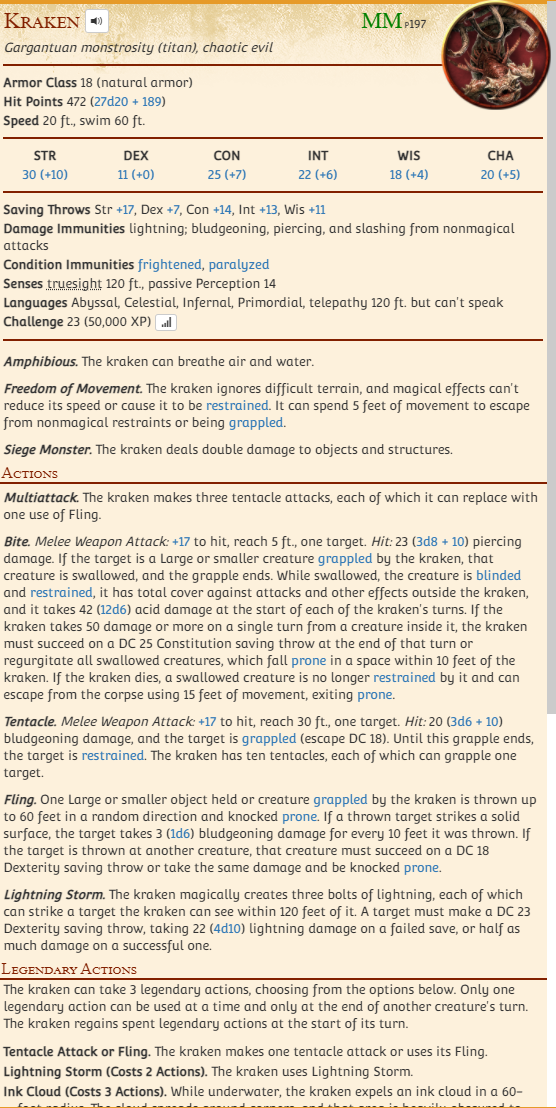 Kraken
MM p197
Gargantuan monstrosity (titan), chaotic evil
Armor Class 18 (natural armor)
Hit Points 472 (27d20 + 189)
Speed 20 ft., swim 60 ft.
STR DEX CON INT WIS CHA
30 (+10) 11 (+0) 25 (+7) 22 (+6) 18 (+4) 20 (+5)
Saving Throws Str +17, Dex +7, Con +14, Int +13, Wis +11
Damage Immunities lightning; bludgeoning, piercing, and slashing from nonmagical
attacks
Condition Immunities frightened, paralyzed
Senses truesight 120 ft., passive Perception 14
Languages Abyssal, Celestial, Infernal, Primordial, telepathy 120 ft. but can't speak
Challenge 23 (50,000 XP)
Amphibious. The kraken can breathe air and water.
Freedom of Movement. The kraken ignores difficult terrain, and magical effects can't
reduce its speed or cause it to be restrained. It can spend 5 feet of movement to escape
from nonmagical restraints or being grappled.
Siege Monster. The kraken deals double damage to objects and structures.
Actions
Multiattack. The kraken makes three tentacle attacks, each of which it can replace with
one use of Fling.
Bite. Melee Weapon Attack: +17 to hit, reach 5 ft., one target. Hit: 23 (3d8 + 10) piercing
damage. If the target is a Large or smaller creature grappled by the kraken, that
creature is swallowed, and the grapple ends. While swallowed, the creature is blinded
and restrained, it has total cover against attacks and other effects outside the kraken,
and it takes 42 (12d6) acid damage at the start of each of the kraken's turns. If the
kraken takes 50 damage or more on a single turn from a creature inside it, the kraken
must succeed on a DC 25 Constitution saving throw at the end of that turn or
regurgitate all swallowed creatures, which fall prone in a space within 10 feet of the
kraken. If the kraken dies, a swallowed creature is no longer restrained by it and can
escape from the corpse using 15 feet of movement, exiting prone.
Tentacle. Melee Weapon Attack: +17 to hit, reach 30 ft., one target. Hit: 20 (3d6 + 10)
bludgeoning damage, and the target is grappled (escape DC 18). Until this grapple ends,
the target is restrained. The kraken has ten tentacles, each of which can grapple one
target.
Fling. One Large or smaller object held or creature grappled by the kraken is thrown up
to 60 feet in a random direction and knocked prone. If a thrown target strikes a solid
surface, the target takes 3 (1d6) bludgeoning damage for every 10 feet it was thrown. If
the target is thrown at another creature, that creature must succeed on a DC 18
Dexterity saving throw or take the same damage and be knocked prone.
Lightning Storm. The kraken magically creates three bolts of lightning, each of which
can strike a target the kraken can see within 120 feet of it. A target must make a DC 23
Dexterity saving throw, taking 22 (4d10) lightning damage on a failed save, or half as
much damage on a successful one.
Legendary Actions
The kraken can take 3 legendary actions, choosing from the options below. Only one
legendary action can be used at a time and only at the end of another creature's turn.
The kraken regains spent legendary actions at the start of its turn.
Tentacle Attack or Fling. The kraken makes one tentacle attack or uses its Fling.
Lightning Storm (Costs 2 Actions). The kraken uses Lightning Storm.
Ink Cloud (Costs 3 Actions). While underwater, the kraken expels an ink cloud in a 60-